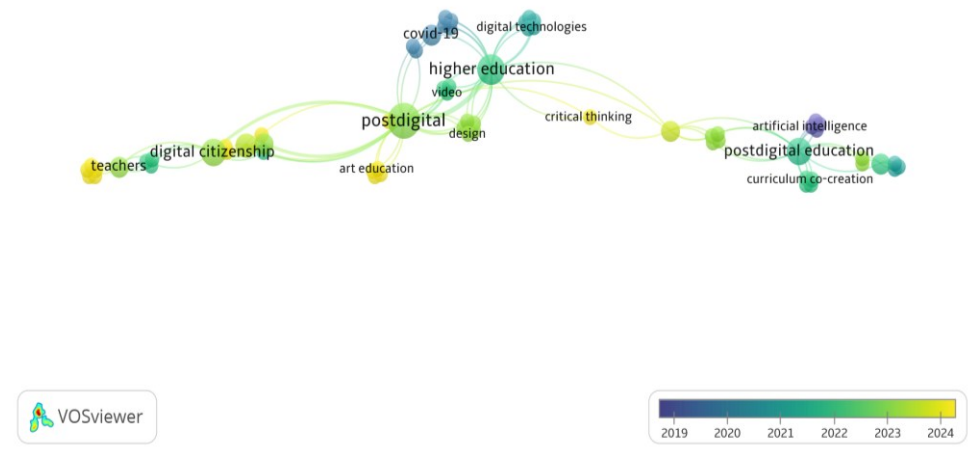 covid-19
digital technologies
higher education
video
postdigital
design
critical thinking
art education
digital citizenship
teachers
artificial intelligence
postdigital education
curriculum co-creation
VOSviewer
2019 2020 2021 2022 2023 2024